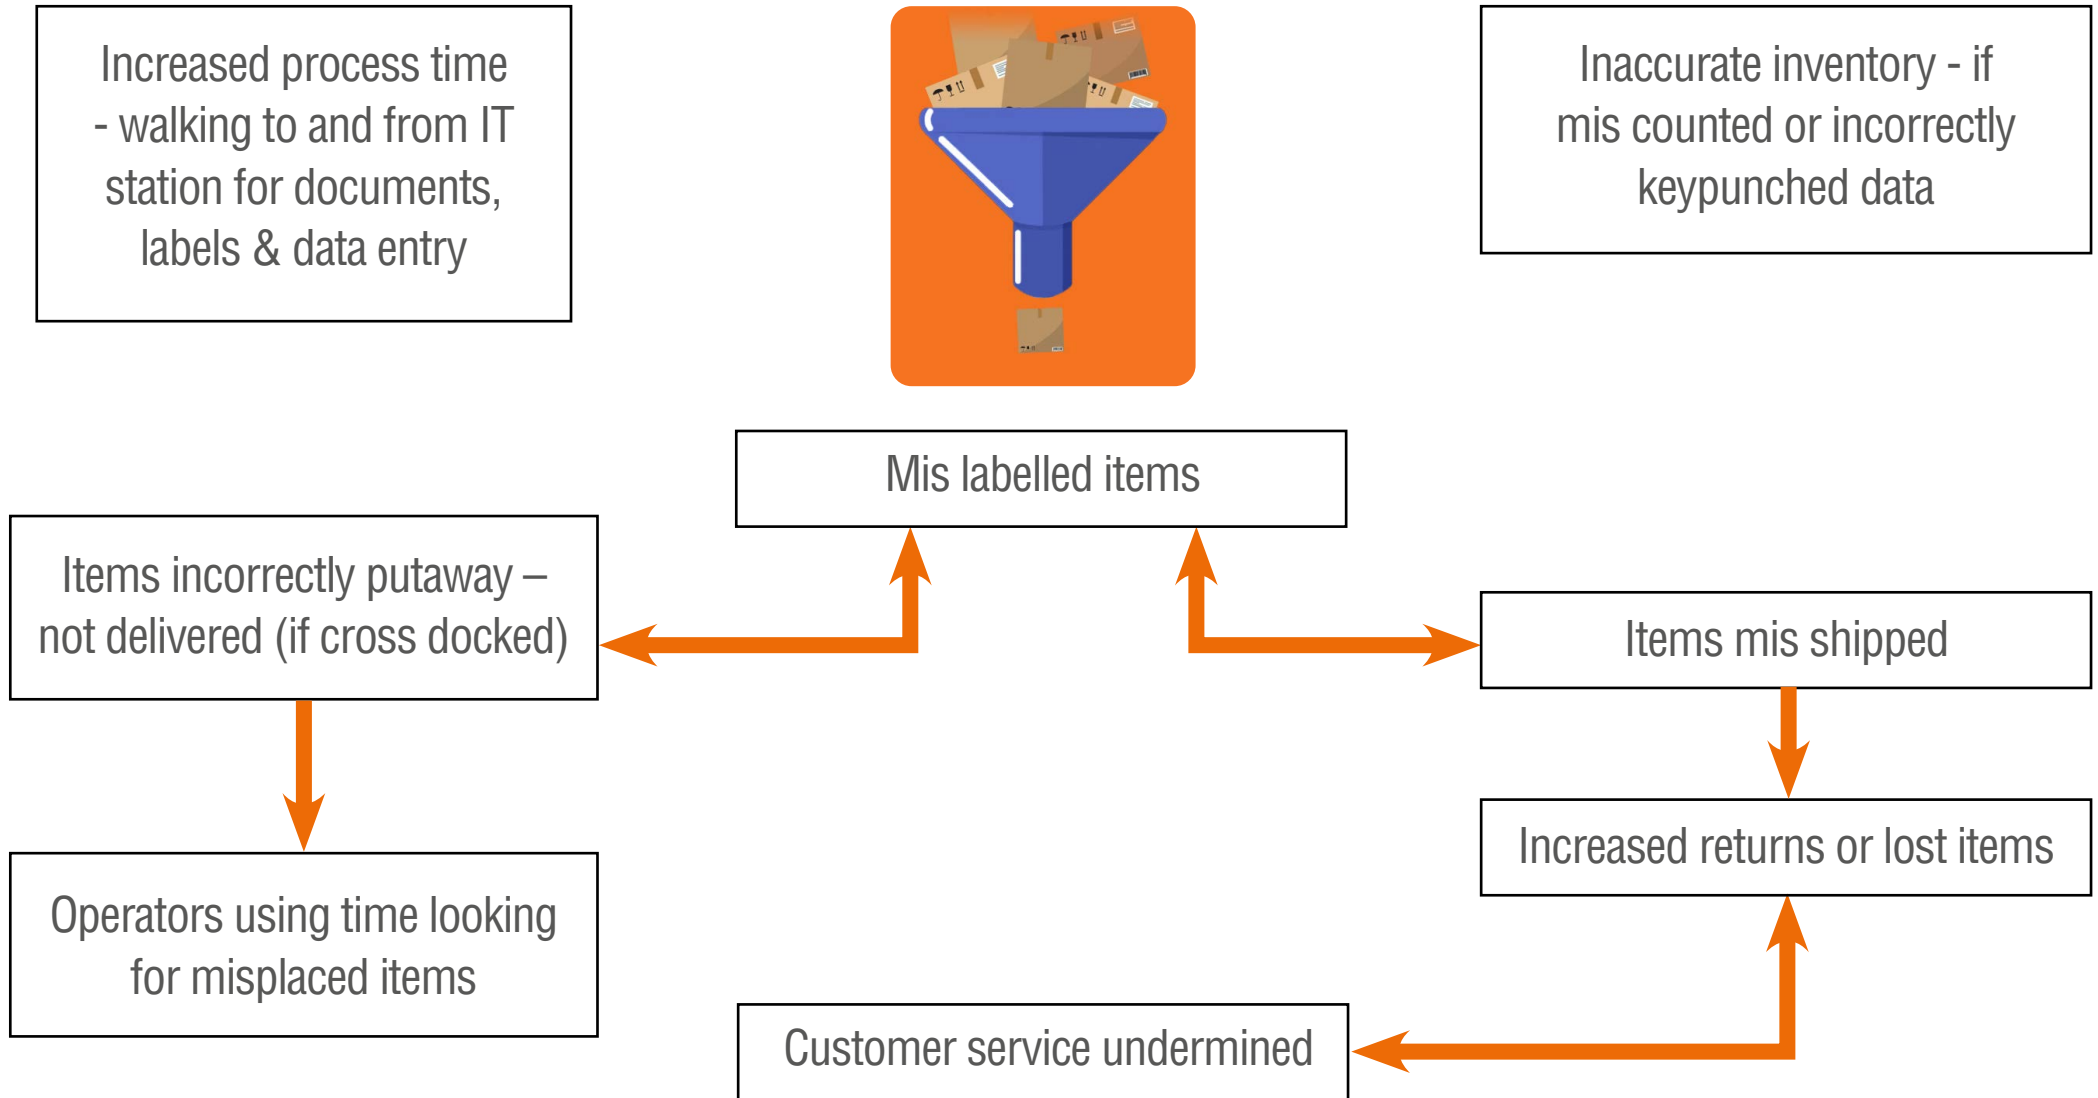 Increased process time
- walking to and from IT
station for documents,
labels & data entry
Inaccurate inventory - if
mis counted or incorrectly
keypunched data
Mis labelled items
Items incorrectly putaway –
not delivered (if cross docked)
Items mis shipped
Increased returns or lost items
Operators using time looking
for misplaced items
Customer service undermined